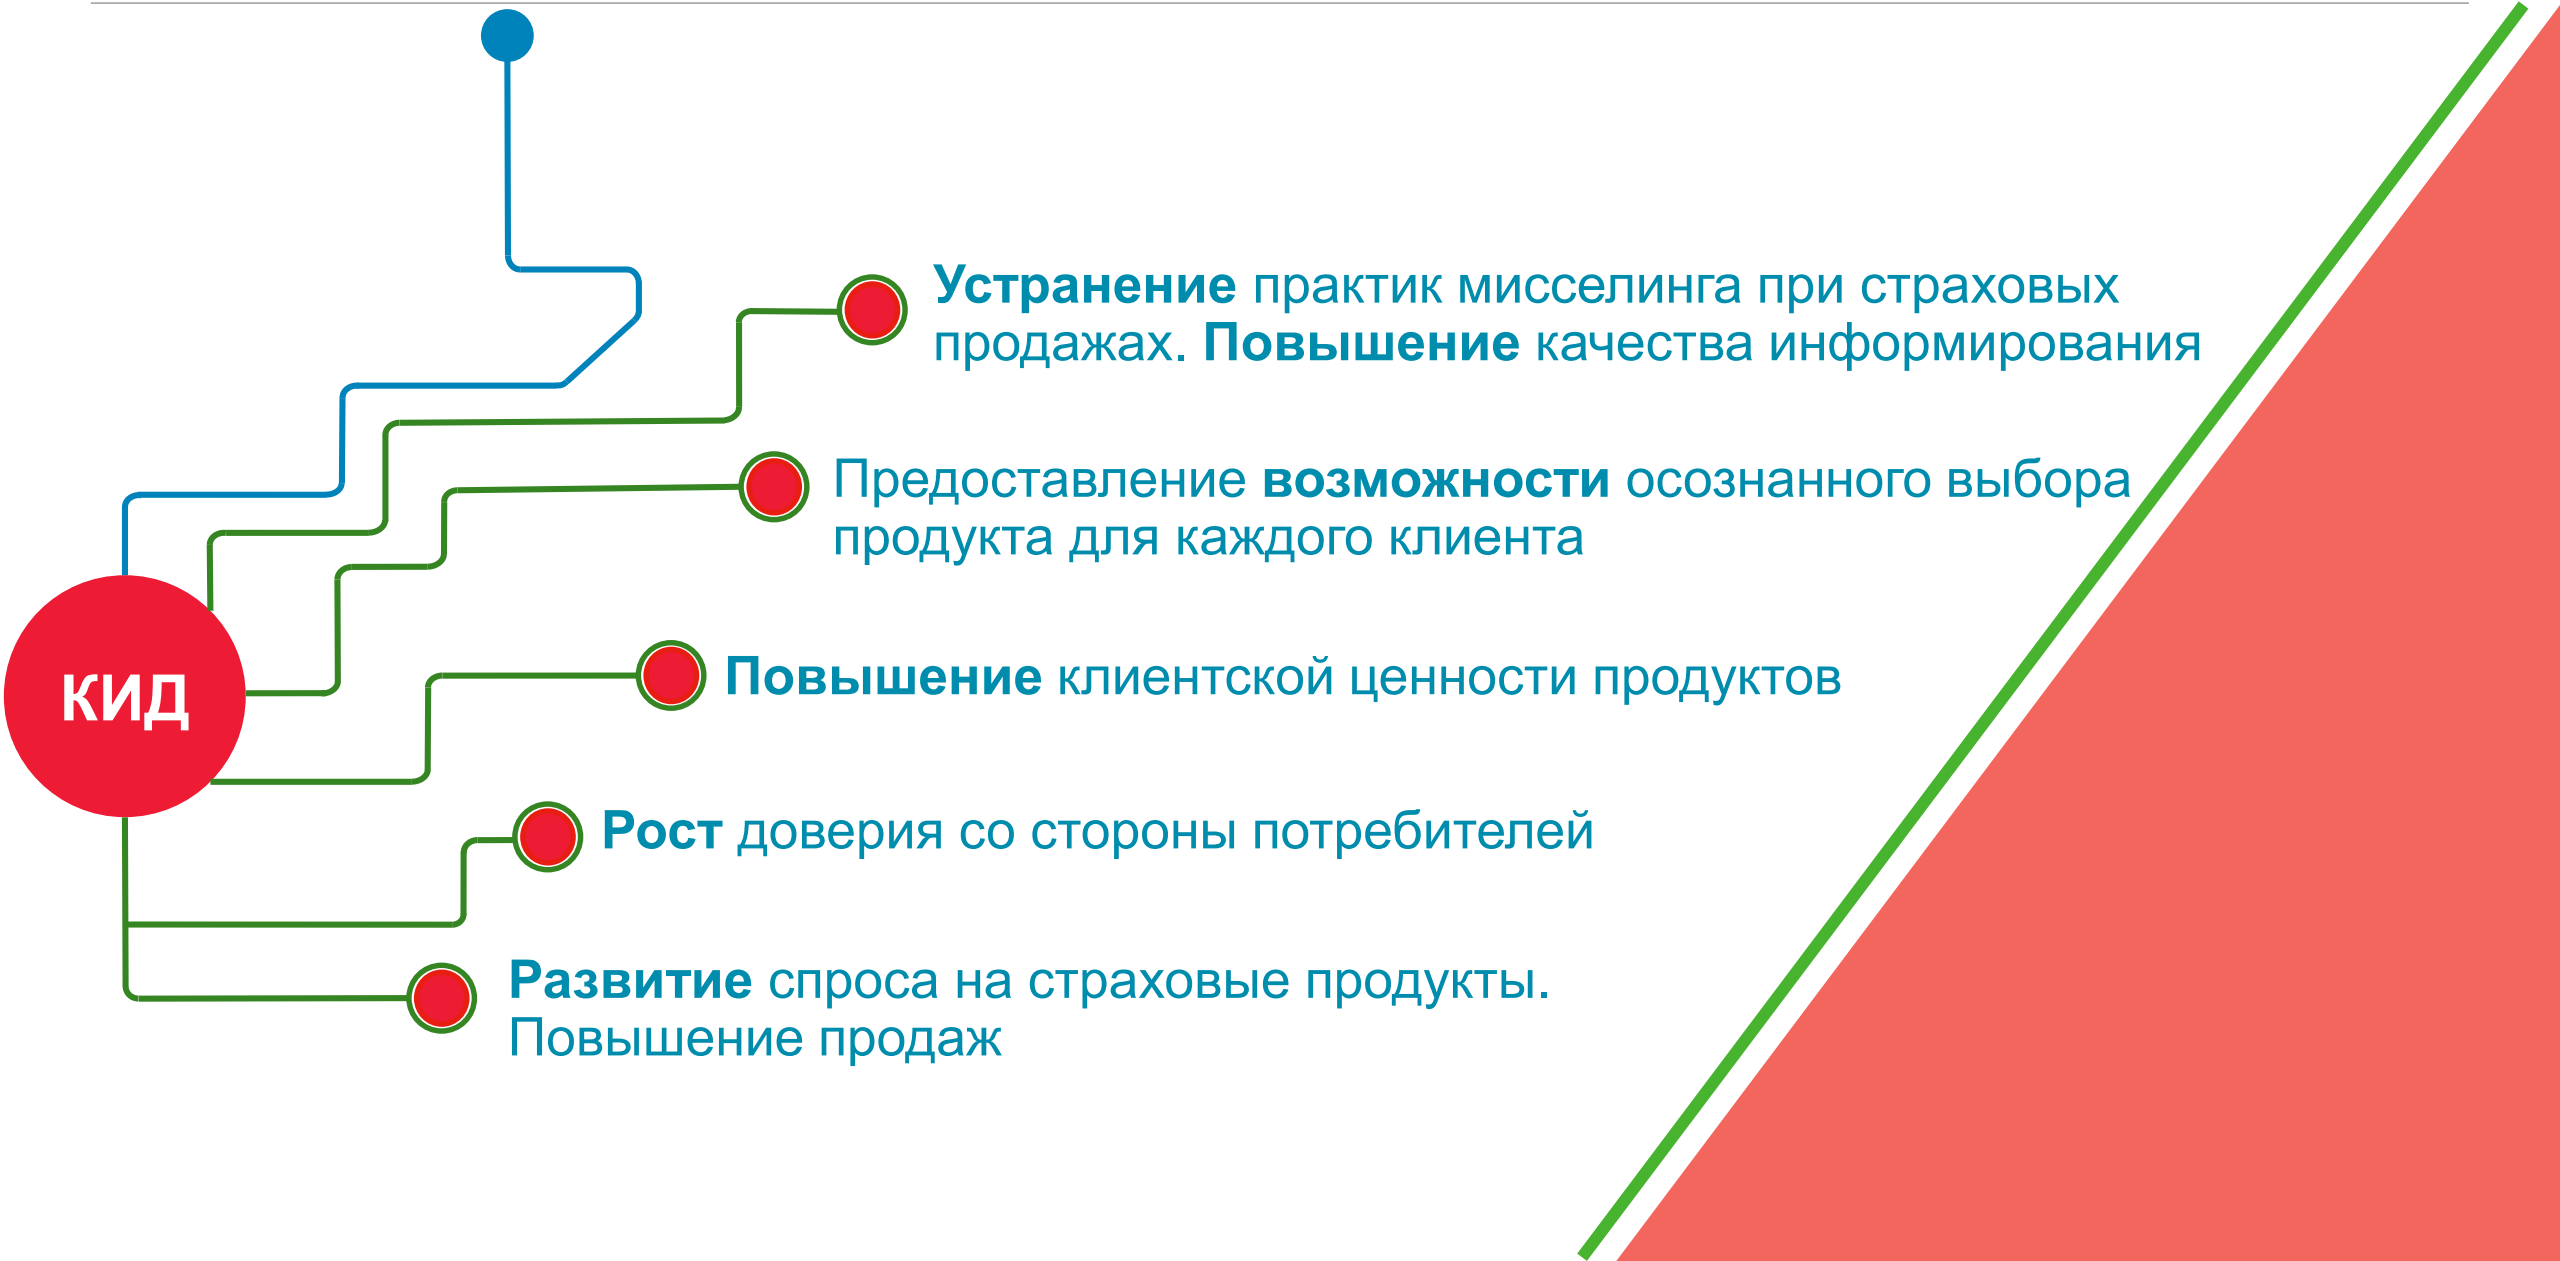 Устранение практик мисселинга при страховых
продажах. Повышение качества информирования
Предоставление возможности осознанного выбора
продукта для каждого клиента
Повышение клиентской ценности продуктов
КИД
Рост доверия со стороны потребителей
Развитие спроса на страховые продукты.
Повышение продаж